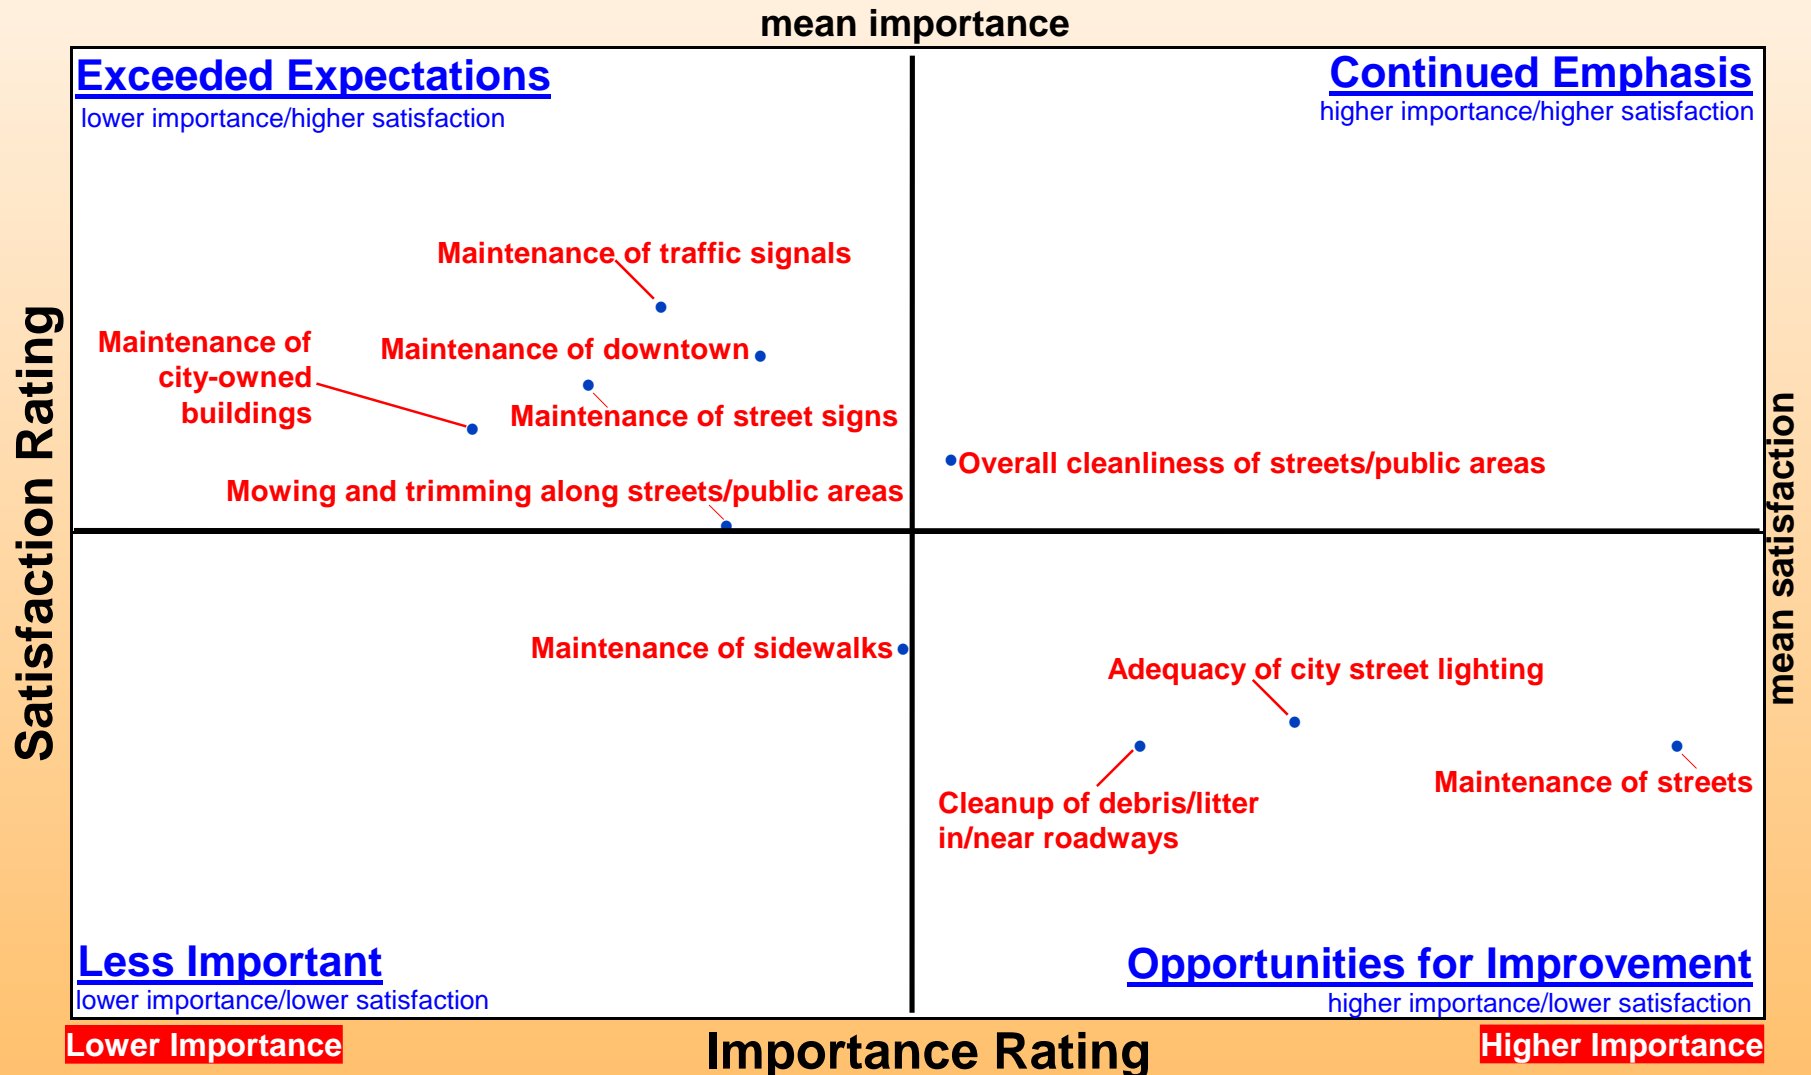 mean importance
Exceeded Expectations
lower importance/higher satisfaction
Continued Emphasis
higher importance/higher satisfaction
Maintenance of traffic signals
Maintenance of
city-owned
buildings
Maintenance of downtown
Maintenance of street signs
Overall cleanliness of streets/public areas
Mowing and trimming along streets/public areas
Satisfaction Rating
mean satisfaction
Maintenance of sidewalks
Adequacy of city street lighting
Maintenance of streets
Cleanup of debris/litter
in/near roadways
Less Important
lower importance/lower satisfaction
Opportunities for Improvement
higher importance/lower satisfaction
Lower Importance
Importance Rating
Higher Importance